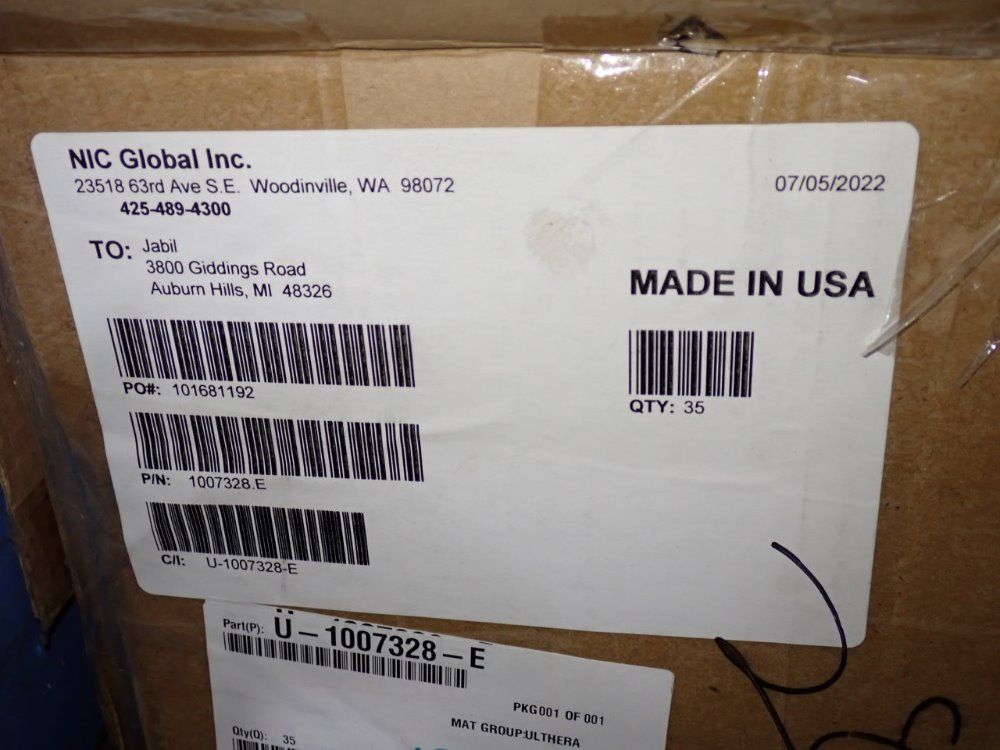 NIC Global Inc.
23518 63rd Ave S.E. Woodinville, WA 98072
425-489-4300
07/05/2022
TO: Jabil
3800 Giddings Road
Auburn Hills, MI 48326
MADE IN USA
PO#: 101681192
QTY: 35
P/N: 1007328.E
C/I: U-1007328-E
Part(P): U-1007328-E
PKG001 OF 001
Qty(Q): 35
MAT GROUP:ULTHERA